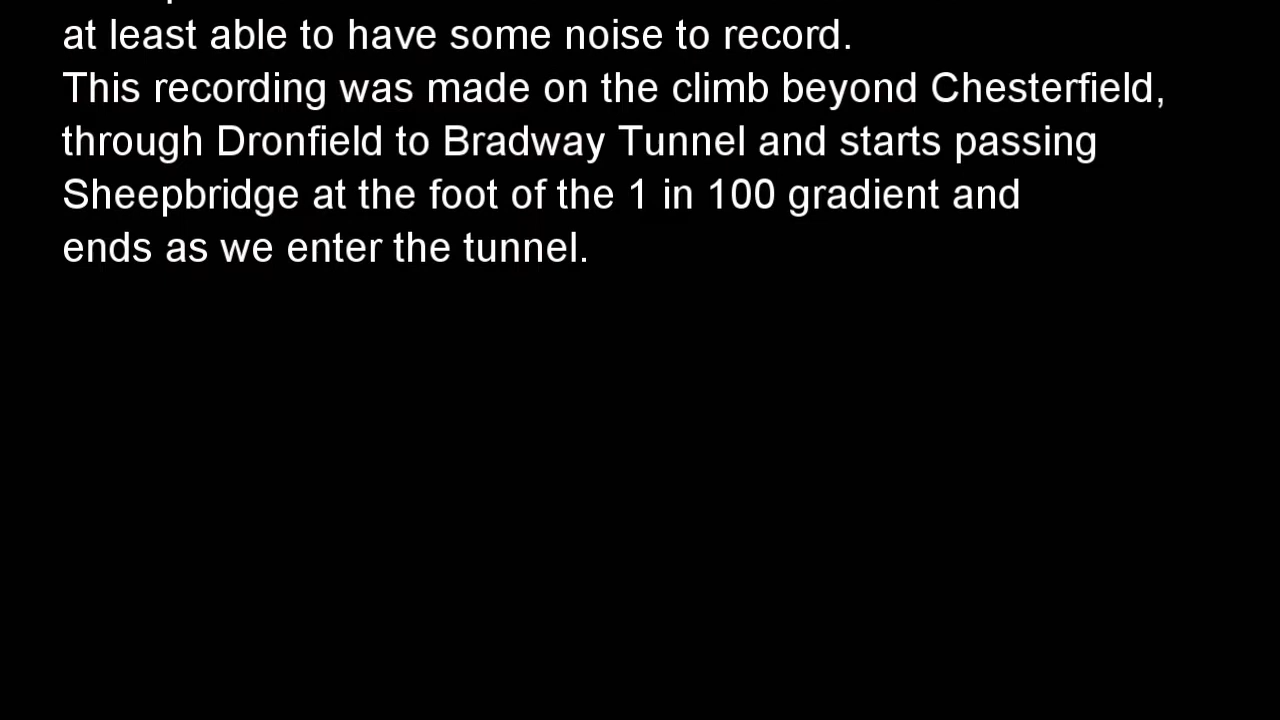 at least able to have some noise to record.
This recording was made on the climb beyond Chesterfield,
through Dronfield to Bradway Tunnel and starts passing
Sheepbridge at the foot of the 1 in 100 gradient and
ends as we enter the tunnel.